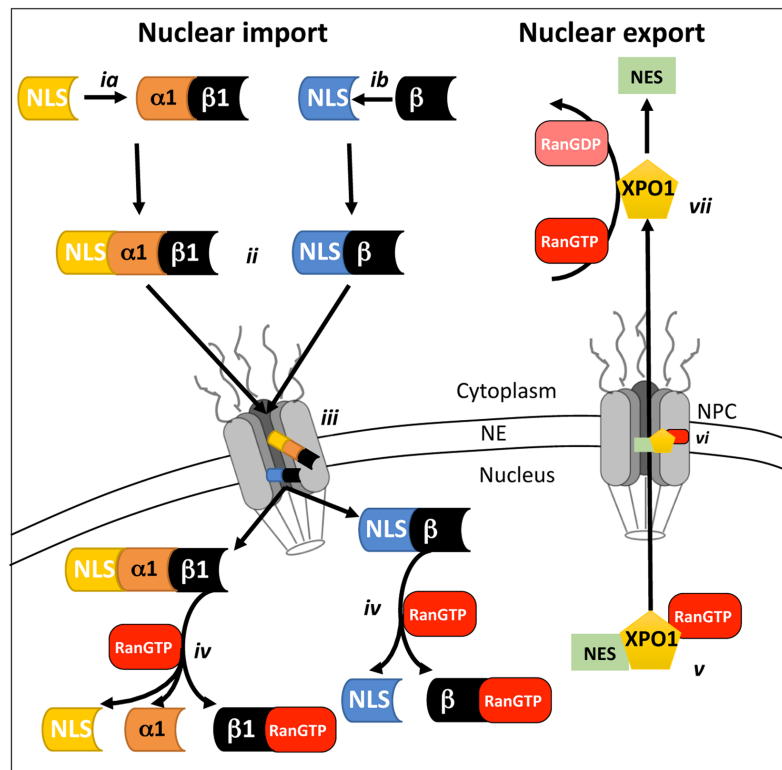 Nuclear import
Nuclear export
NLS
ia
α1
β1
NLS
ib
β
NES
RanGDP
XPO1
vii
RanGTP
NLS
α1
β1
ii
NLS
β
iii
Cytoplasm
NE
Nucleus
NPC
vi
NLS
β
NLS
α1
β1
RanGTP
iv
iv
RanGTP
RanGTP
XPO1
NES
v
NLS
α1
β1
RanGTP
NLS
β
RanGTP